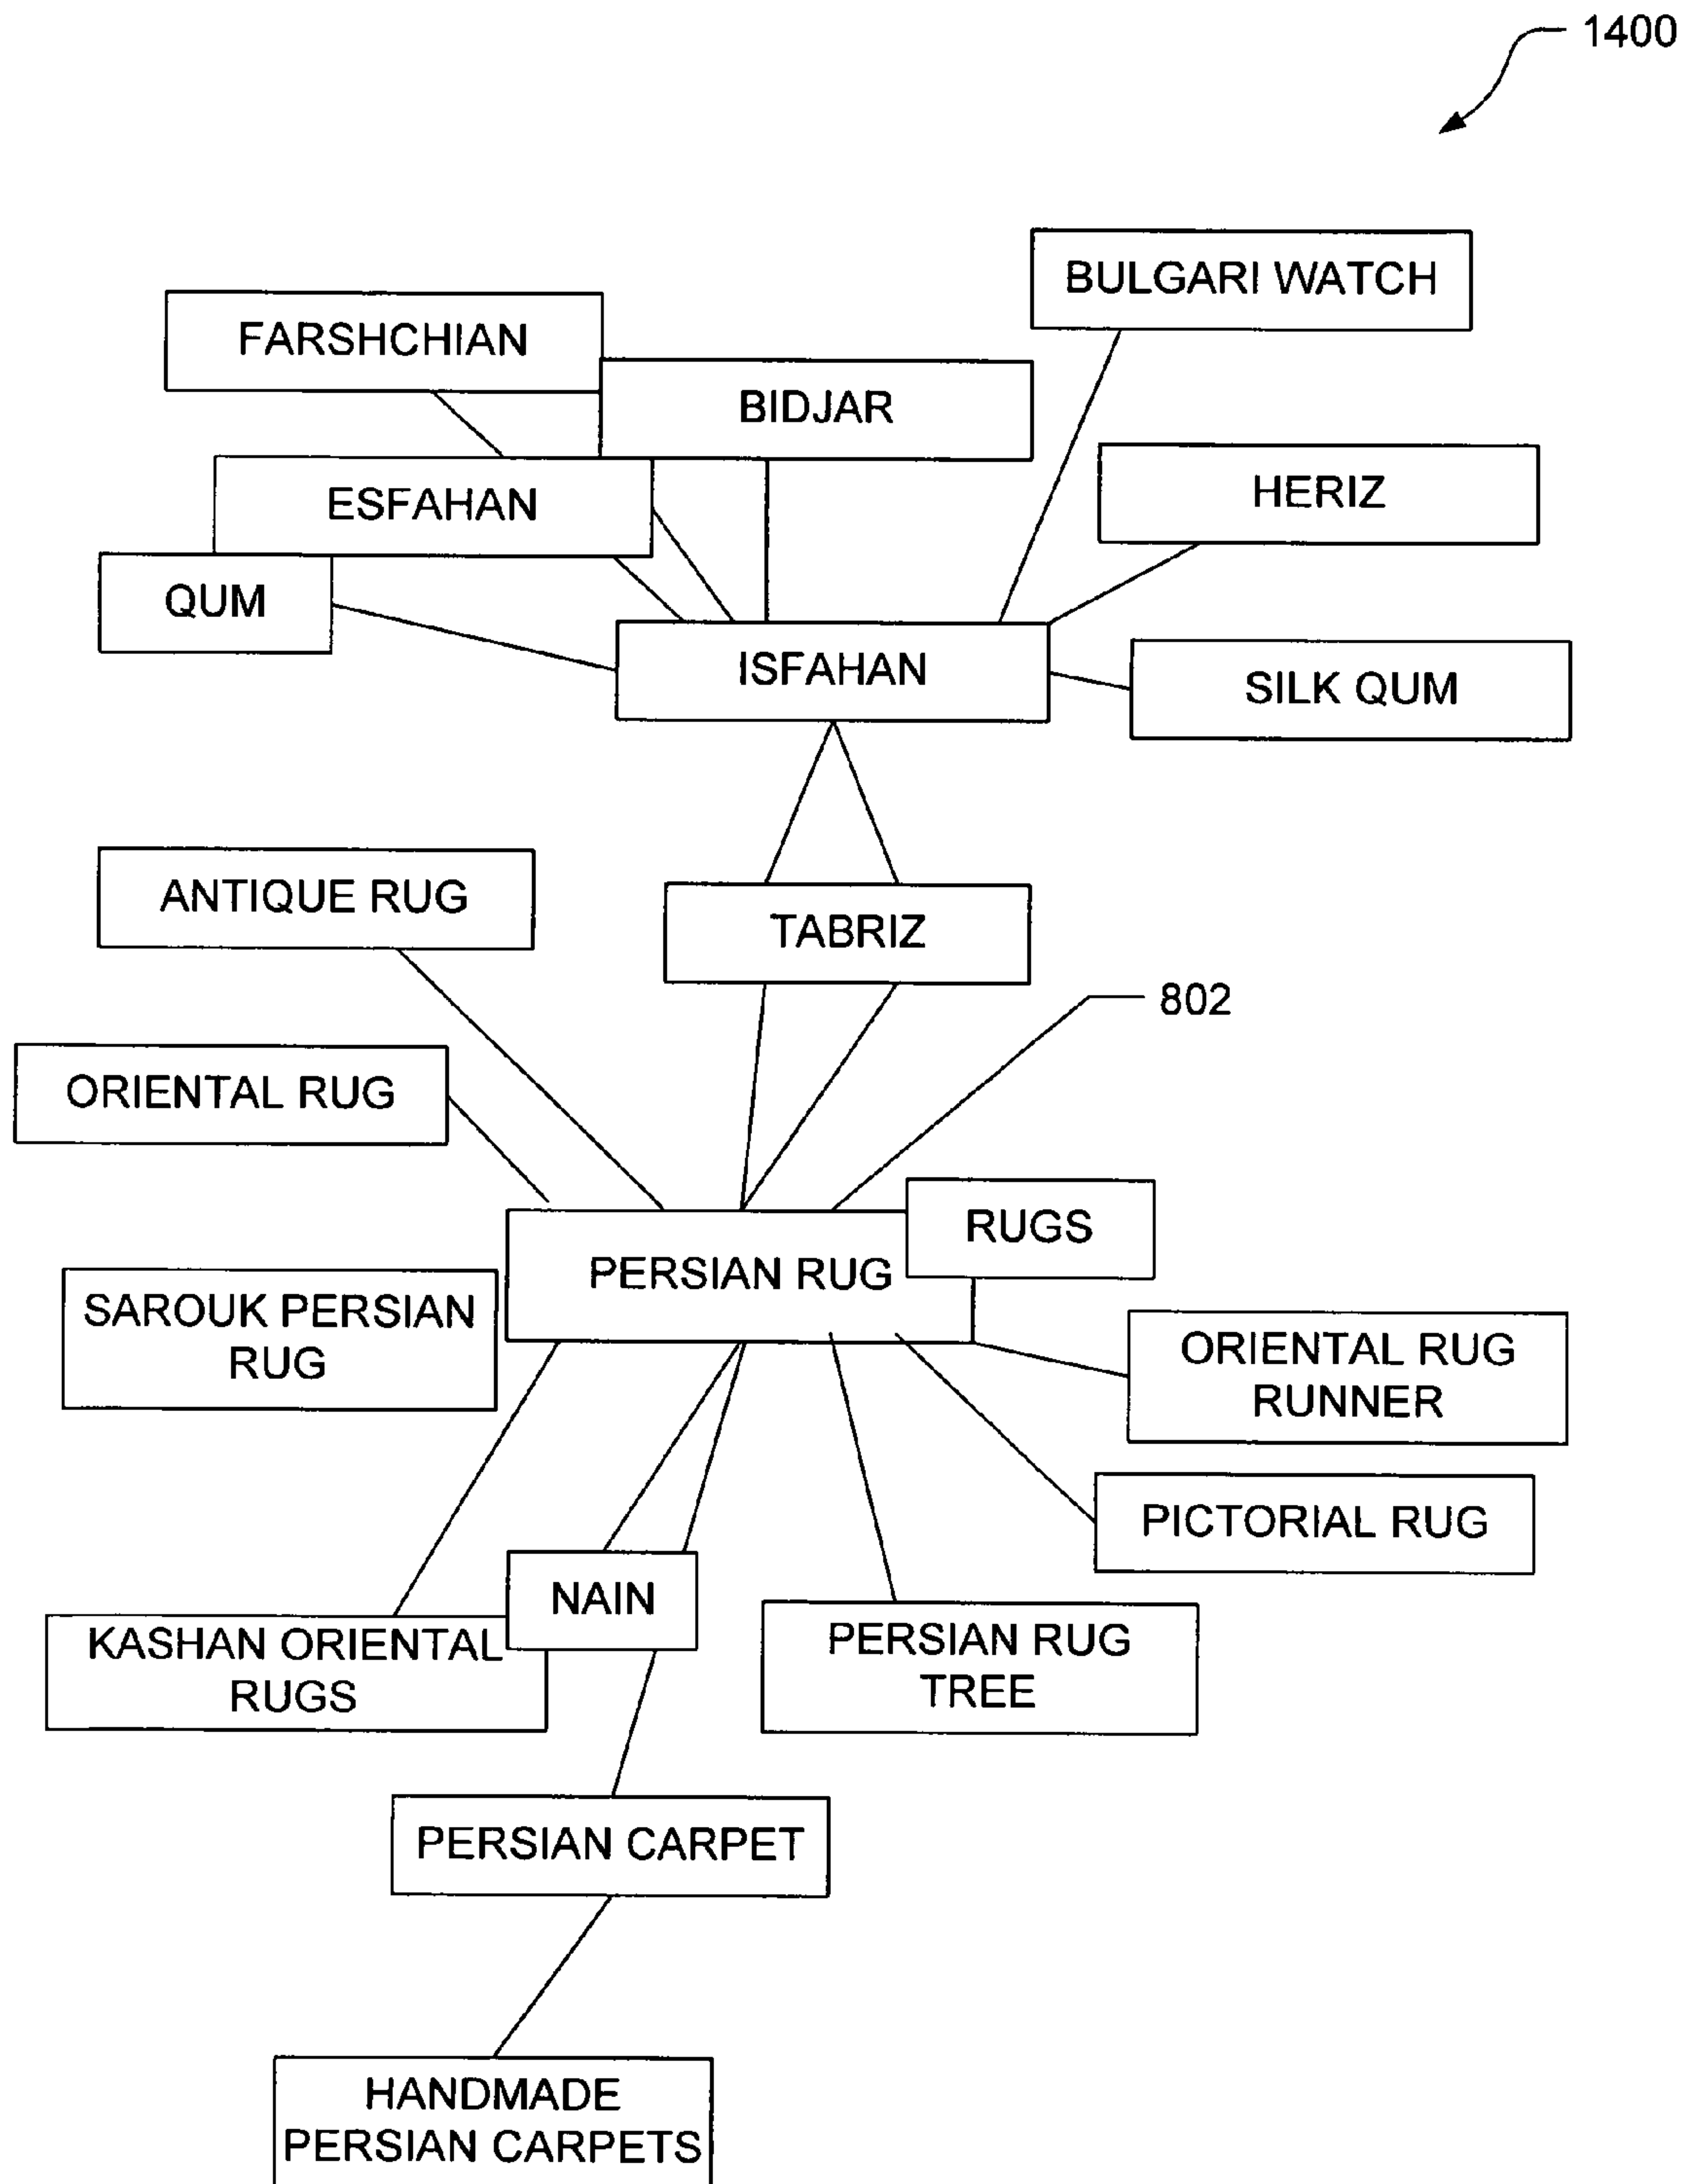 1400
BULGARI WATCH
FARSHCHIAN
BIDJAR
HERIZ
ESFAHAN
QUM
ISFAHAN
SILK QUM
ANTIQUE RUG
TABRIZ
802
ORIENTAL RUG
RUGS
PERSIAN RUG
SAROUK PERSIAN
RUG
ORIENTAL RUG
RUNNER
PICTORIAL RUG
NAIN
KASHAN ORIENTAL
RUGS
PERSIAN RUG
TREE
PERSIAN CARPET
HANDMADE
PERSIAN CARPETS